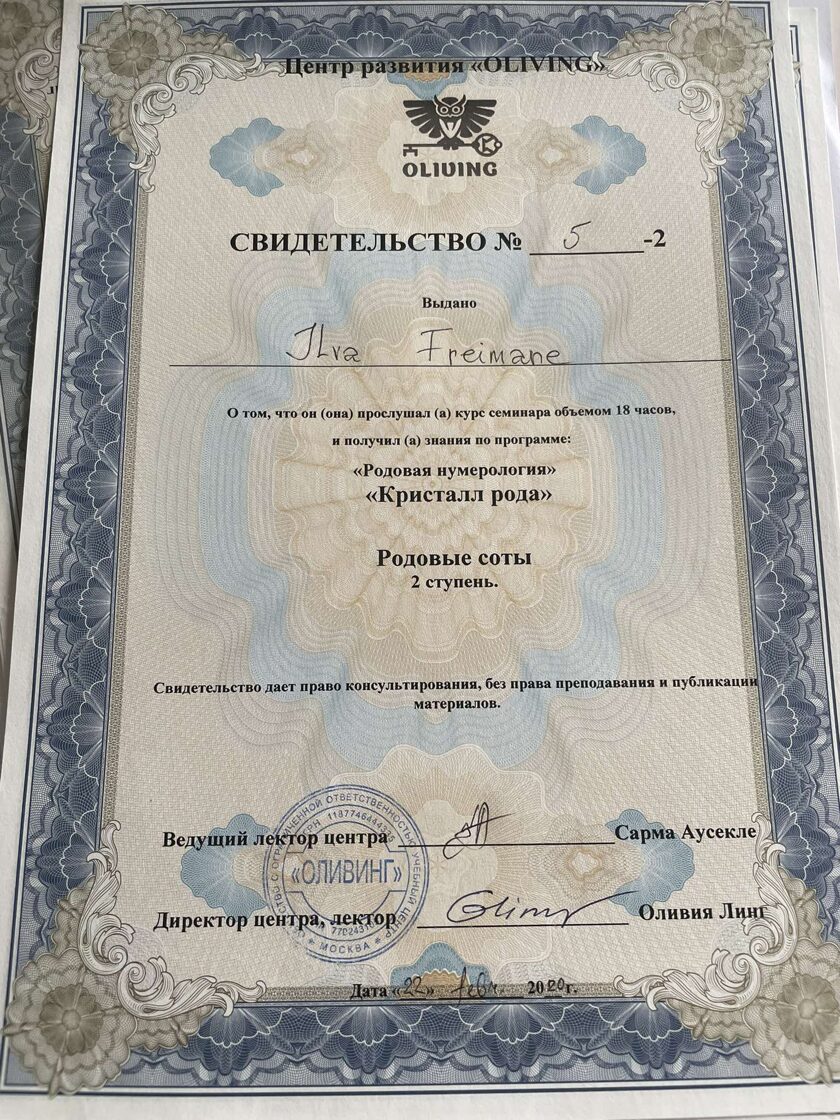 Центр развития «OLIVING»
OLIVING
СВИДЕТЕЛЬСТВО № 5 -2
Выдано
Ilva Freimane
О том, что он (она) прослушал (а) курс семинара объемом 18 часов,
и получил (а) знания по программе:
«Родовая нумерология»
«Кристалл рода»
Родовые соты
2 ступень.
Свидетельство дает право консультирования, без права преподавания и публикации
материалов.
Ведущий лектор центра Сарма Аусекле
«ОЛИВИНГ»
УЧЕБНЫЙ ЦЕНТР
МОСКВА
Директор центра, лектор Оливия Линг
Дата «22» февр. 2020г.